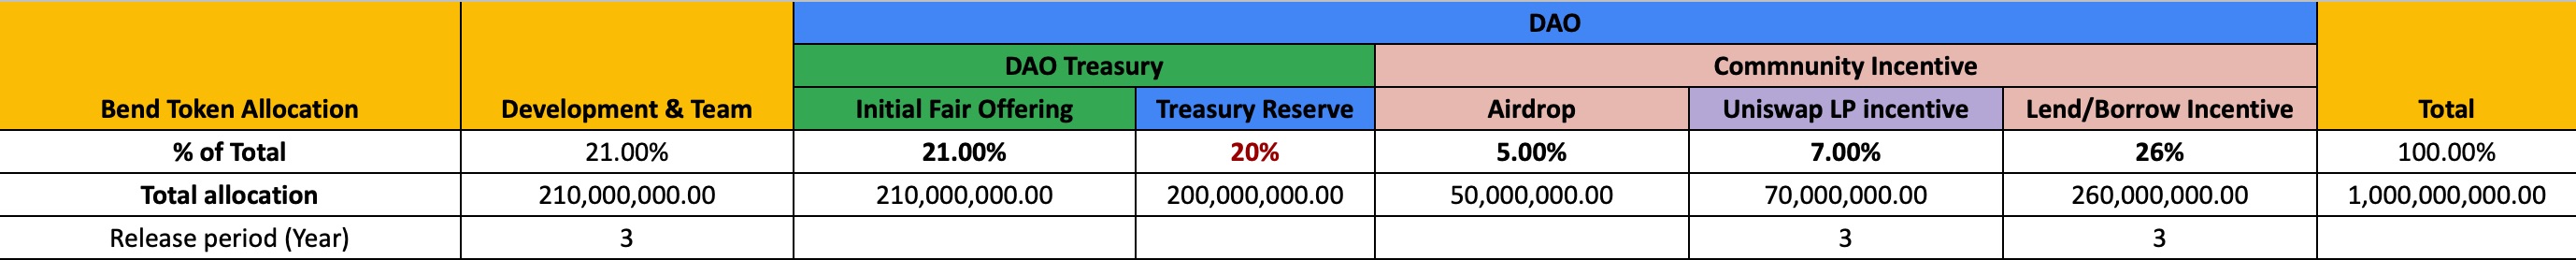 DAO
DAO Treasury Commnunity Incentive
Bend Token Allocation Development & Team Initial Fair Offering Treasury Reserve Airdrop Uniswap LP incentive Lend/Borrow Incentive Total
% of Total 21.00% 21.00% 20% 5.00% 7.00% 26% 100.00%
Total allocation 210,000,000.00 210,000,000.00 200,000,000.00 50,000,000.00 70,000,000.00 260,000,000.00 1,000,000,000.00
Release period (Year) 3 3 3